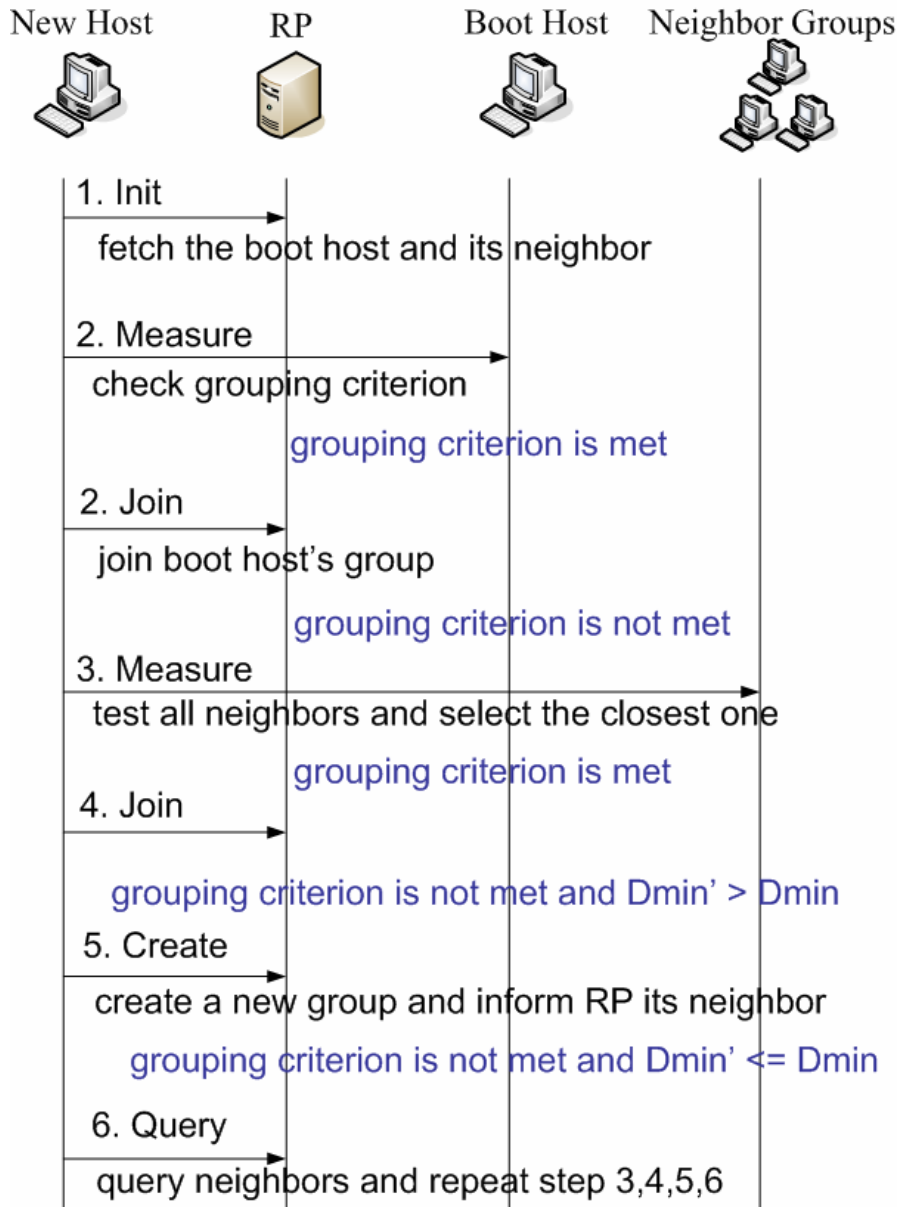 New Host RP Boot Host Neighbor Groups
1. Init
fetch the boot host and its neighbor
2. Measure
check grouping criterion
grouping criterion is met
2. Join
join boot host's group
grouping criterion is not met
3. Measure
test all neighbors and select the closest one
grouping criterion is met
4. Join
grouping criterion is not met and Dmin' > Dmin
5. Create
create a new group and inform RP its neighbor
grouping criterion is not met and Dmin' <= Dmin
6. Query
query neighbors and repeat step 3,4,5,6